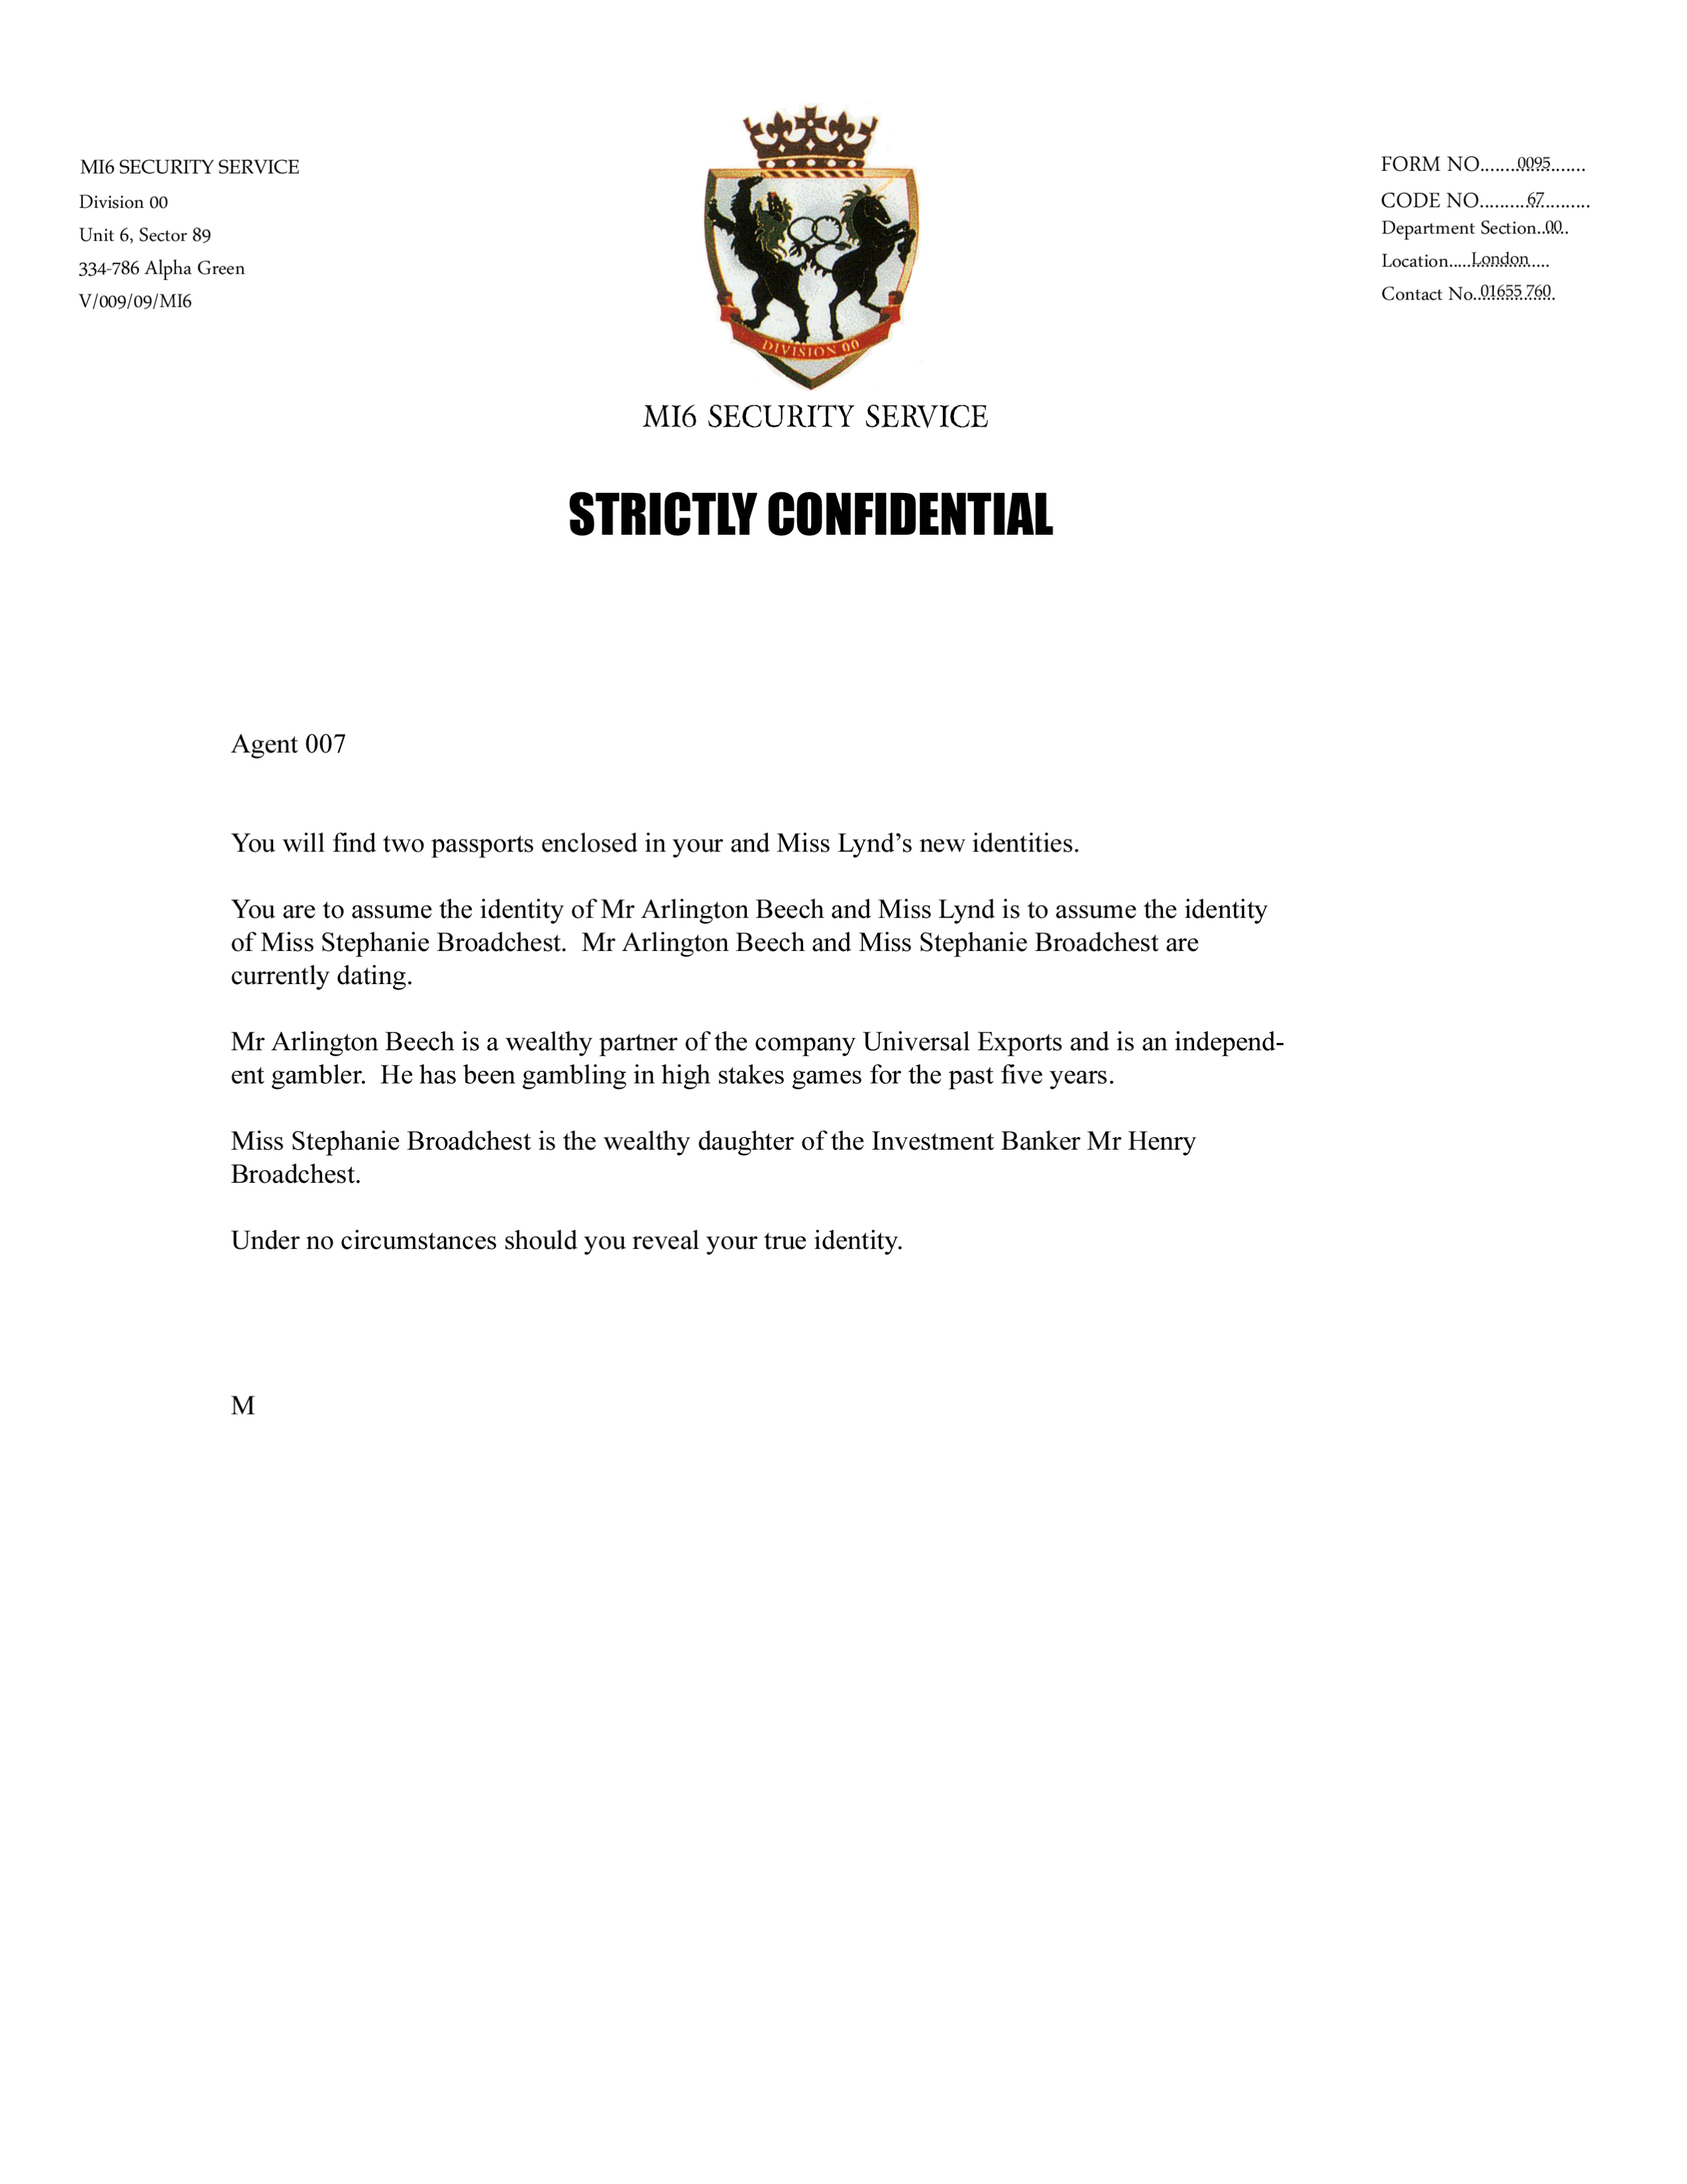 MI6 SECURITY SERVICE
Division 00
Unit 6, Sector 89
334-786 Alpha Green
V/009/09/MI6
FORM NO......0095.......
CODE NO..........67..........
Department Section..00..
Location.....London.....
Contact No..01655 760.
DIVISION 00
MI6 SECURITY SERVICE
STRICTLY CONFIDENTIAL
Agent 007
You will find two passports enclosed in your and Miss Lynd’s new identities.
You are to assume the identity of Mr Arlington Beech and Miss Lynd is to assume the identity
of Miss Stephanie Broadchest.  Mr Arlington Beech and Miss Stephanie Broadchest are
currently dating.
Mr Arlington Beech is a wealthy partner of the company Universal Exports and is an independ-
ent gambler.  He has been gambling in high stakes games for the past five years.
Miss Stephanie Broadchest is the wealthy daughter of the Investment Banker Mr Henry
Broadchest.
Under no circumstances should you reveal your true identity.
M